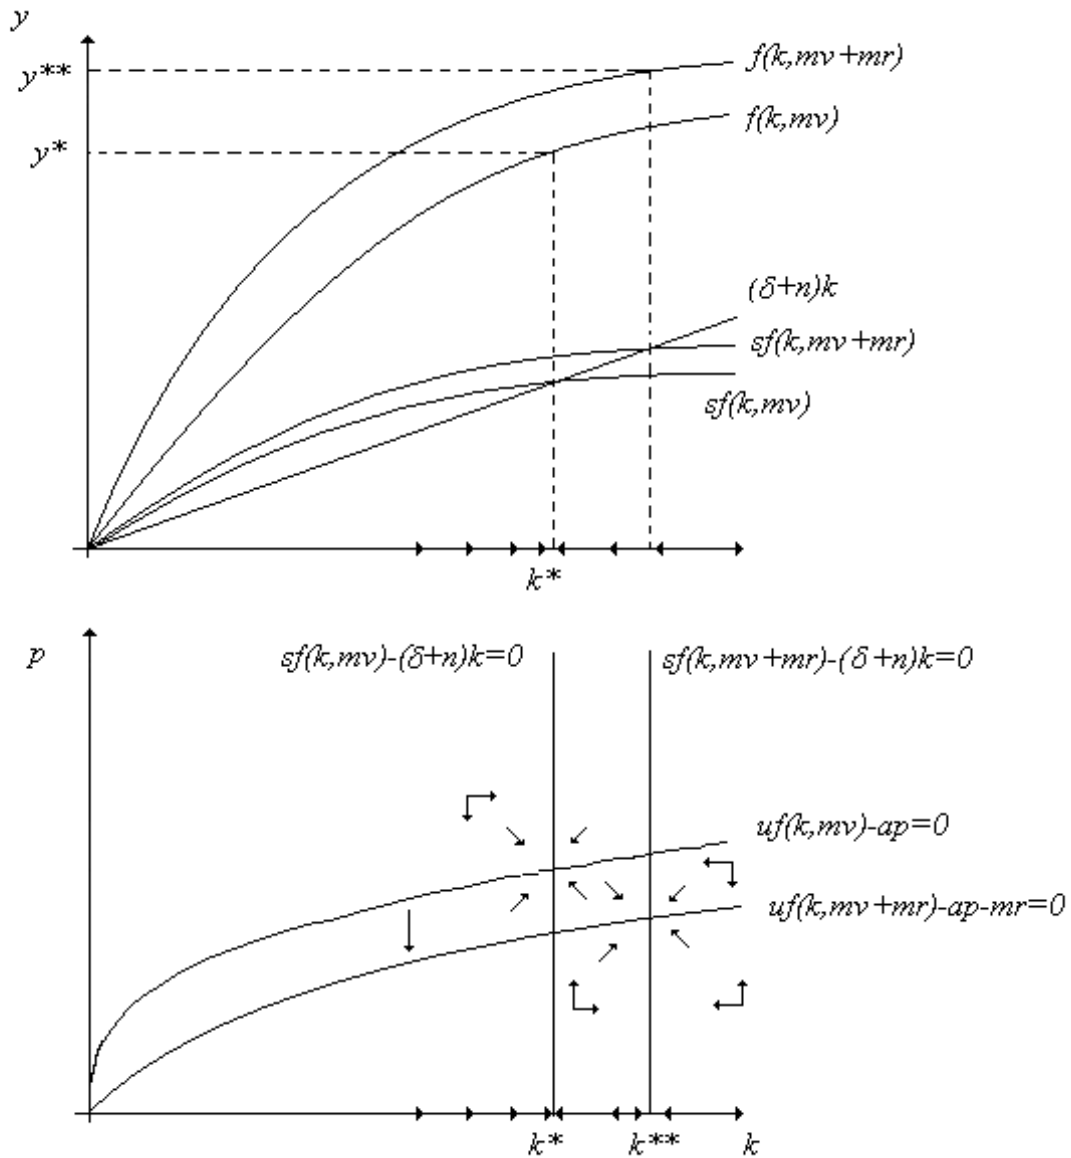 y
y**
f(k,mv+mr)
f(k,mv)
y*
(δ+n)k
sf(k,mv+mr)
sf(k,mv)
k*
p
sf(k,mv)-(δ+n)k=0
sf(k,mv+mr)-(δ+n)k=0
uf(k,mv)-ap=0
uf(k,mv+mr)-ap-mr=0
k*
k**
k